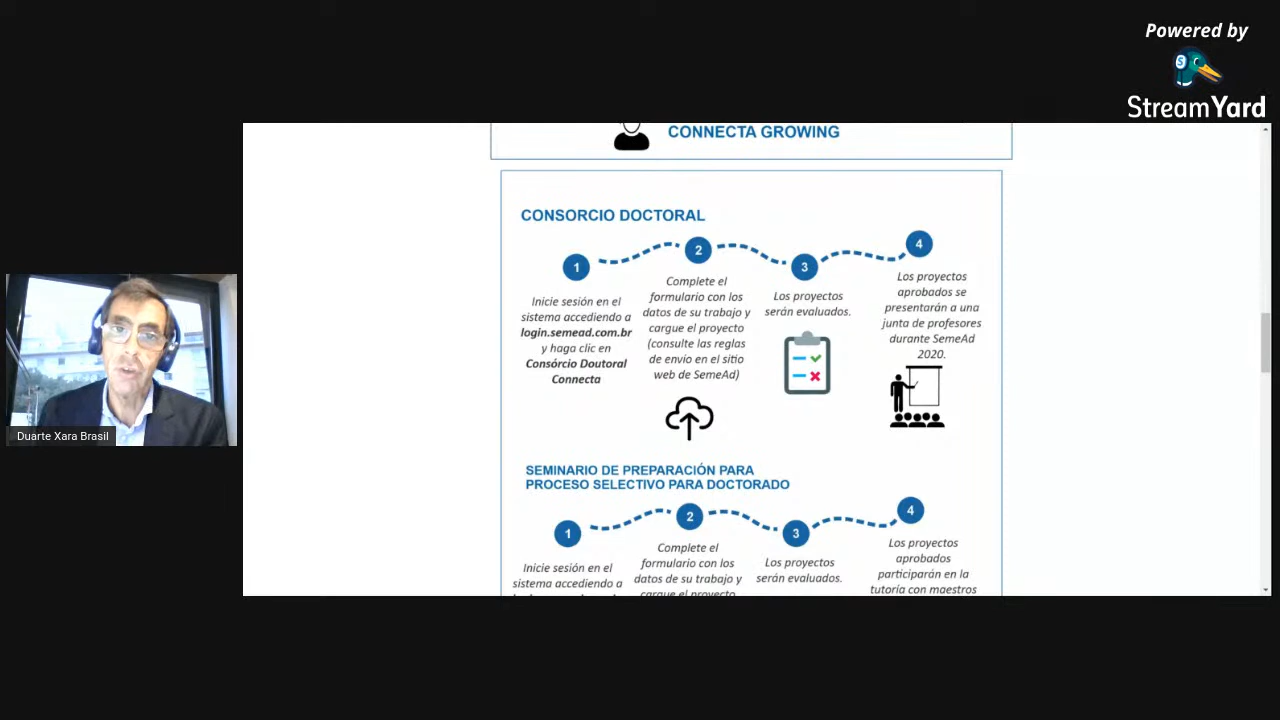 Powered by
StreamYard
CONNECTA GROWING
CONSORCIO DOCTORAL
1
Inicie sesión en el
sistema accediendo a
login.semead.com.br
y haga clic en
Consórcio Doutoral
Connecta
2
Complete el
formulario con los
datos de su trabajo y
cargue el proyecto
(consulte las reglas
de envío en el sitio
web de SemeAd)
3
Los proyectos
serán evaluados.
4
Los proyectos
aprobados se
presentarán a una
junta de profesores
durante SemeAd
2020.
Duarte Xara Brasil
SEMINARIO DE PREPARACIÓN PARA
PROCESO SELECTIVO PARA DOCTORADO
1
Inicie sesión en el
sistema accediendo a
2
Complete el
formulario con los
datos de su trabajo y
cargue el proyecto
3
Los proyectos
serán evaluados.
4
Los proyectos
aprobados
participarán en la
tutoría con maestros